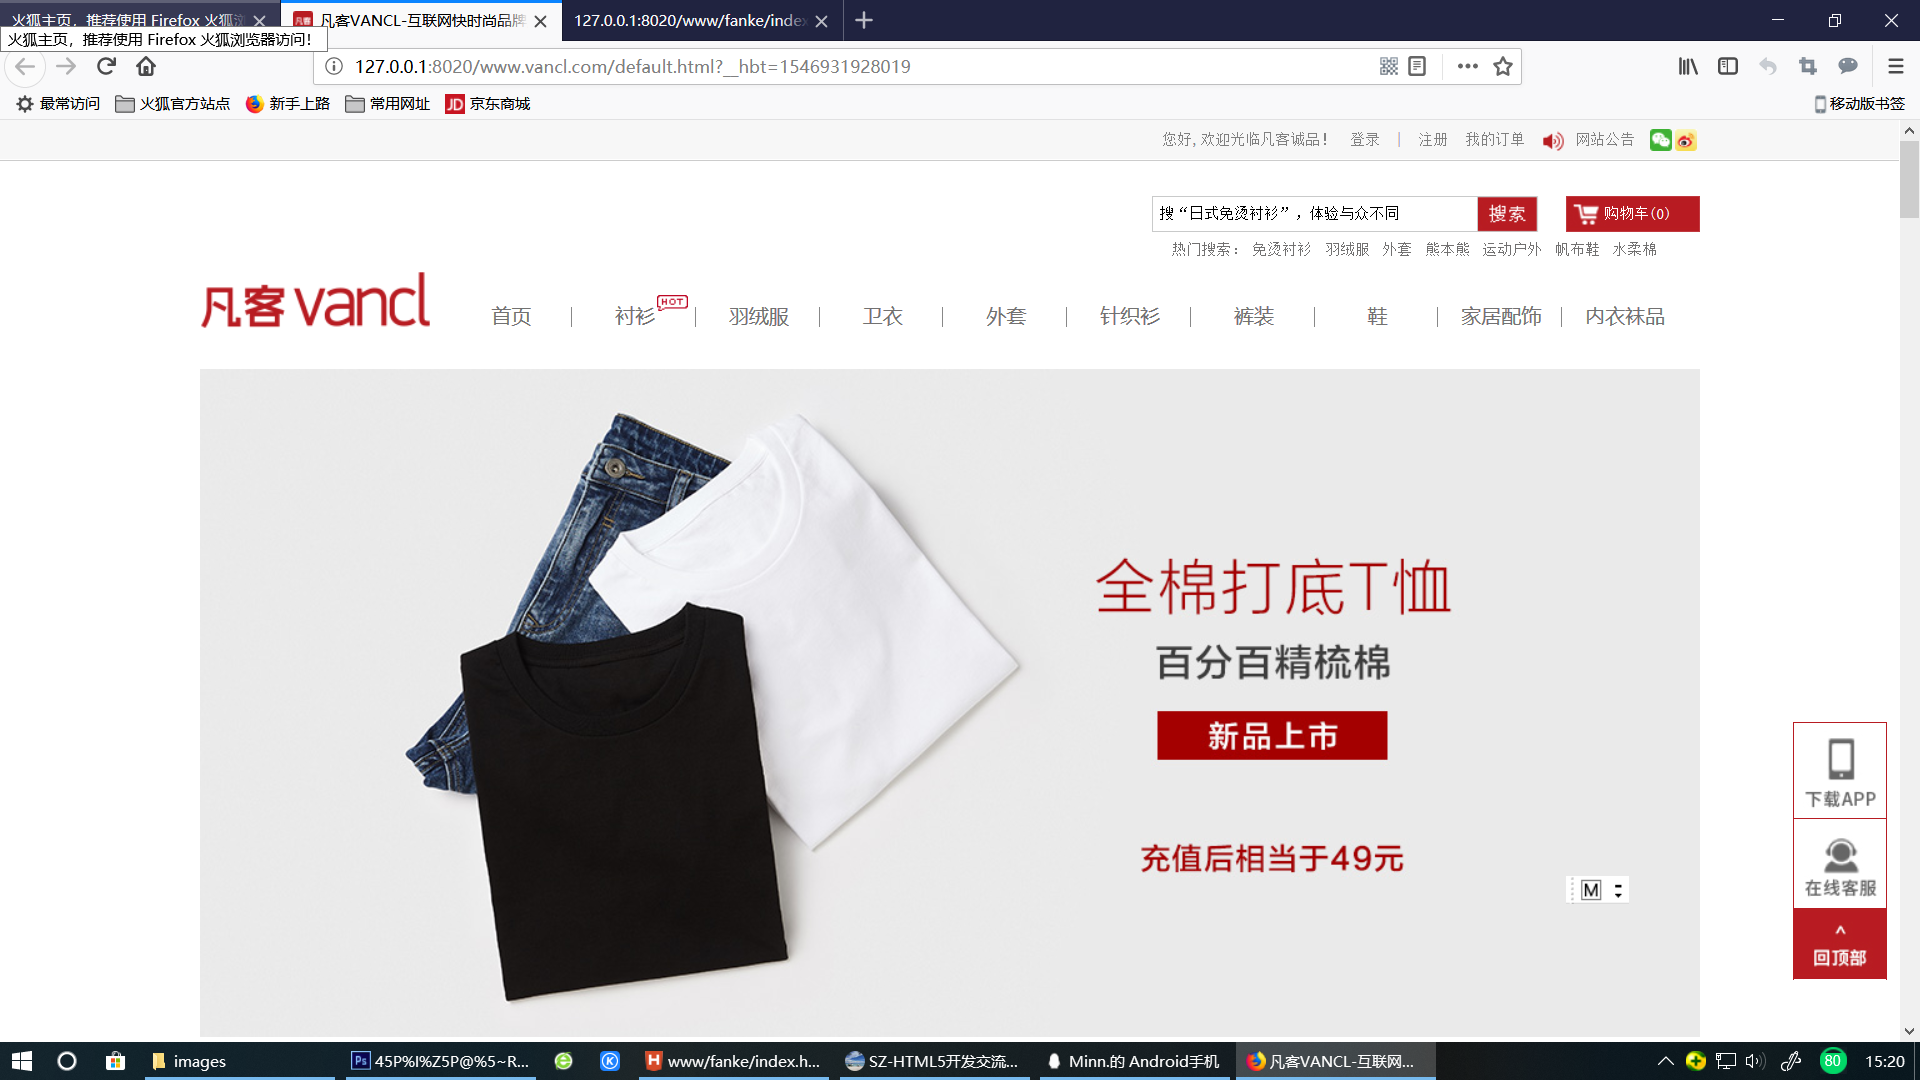 火狐主页，推荐使用 Firefox 火狐浏
凡客VANCL-互联网快时尚品牌
127.0.0.1:8020/www/fanke/index
火狐主页，推荐使用 Firefox 火狐浏览器访问！
127.0.0.1:8020/www.vancl.com/default.html?__hbt=1546931928019
最常访问 火狐官方站点 新手上路 常用网址 JD 京东商城 移动版书签
您好, 欢迎光临凡客诚品！ 登录 | 注册 我的订单 网站公告
搜“日式免烫衬衫”，体验与众不同 搜索 购物车(0)
热门搜索： 免烫衬衫 羽绒服 外套 熊本熊 运动户外 帆布鞋 水柔棉
凡客 vancl
首页 衬衫 HOT 羽绒服 卫衣 外套 针织衫 裤装 鞋 家居配饰 内衣袜品
全棉打底T恤
百分百精梳棉
新品上市
充值后相当于49元
M
下载APP
在线客服
^
回顶部
images
Ps 45P%I%Z5P@%5~R...
H www/fanke/index.h...
SZ-HTML5开发交流...
Minn.的 Android手机
凡客VANCL-互联网...
80
15:20